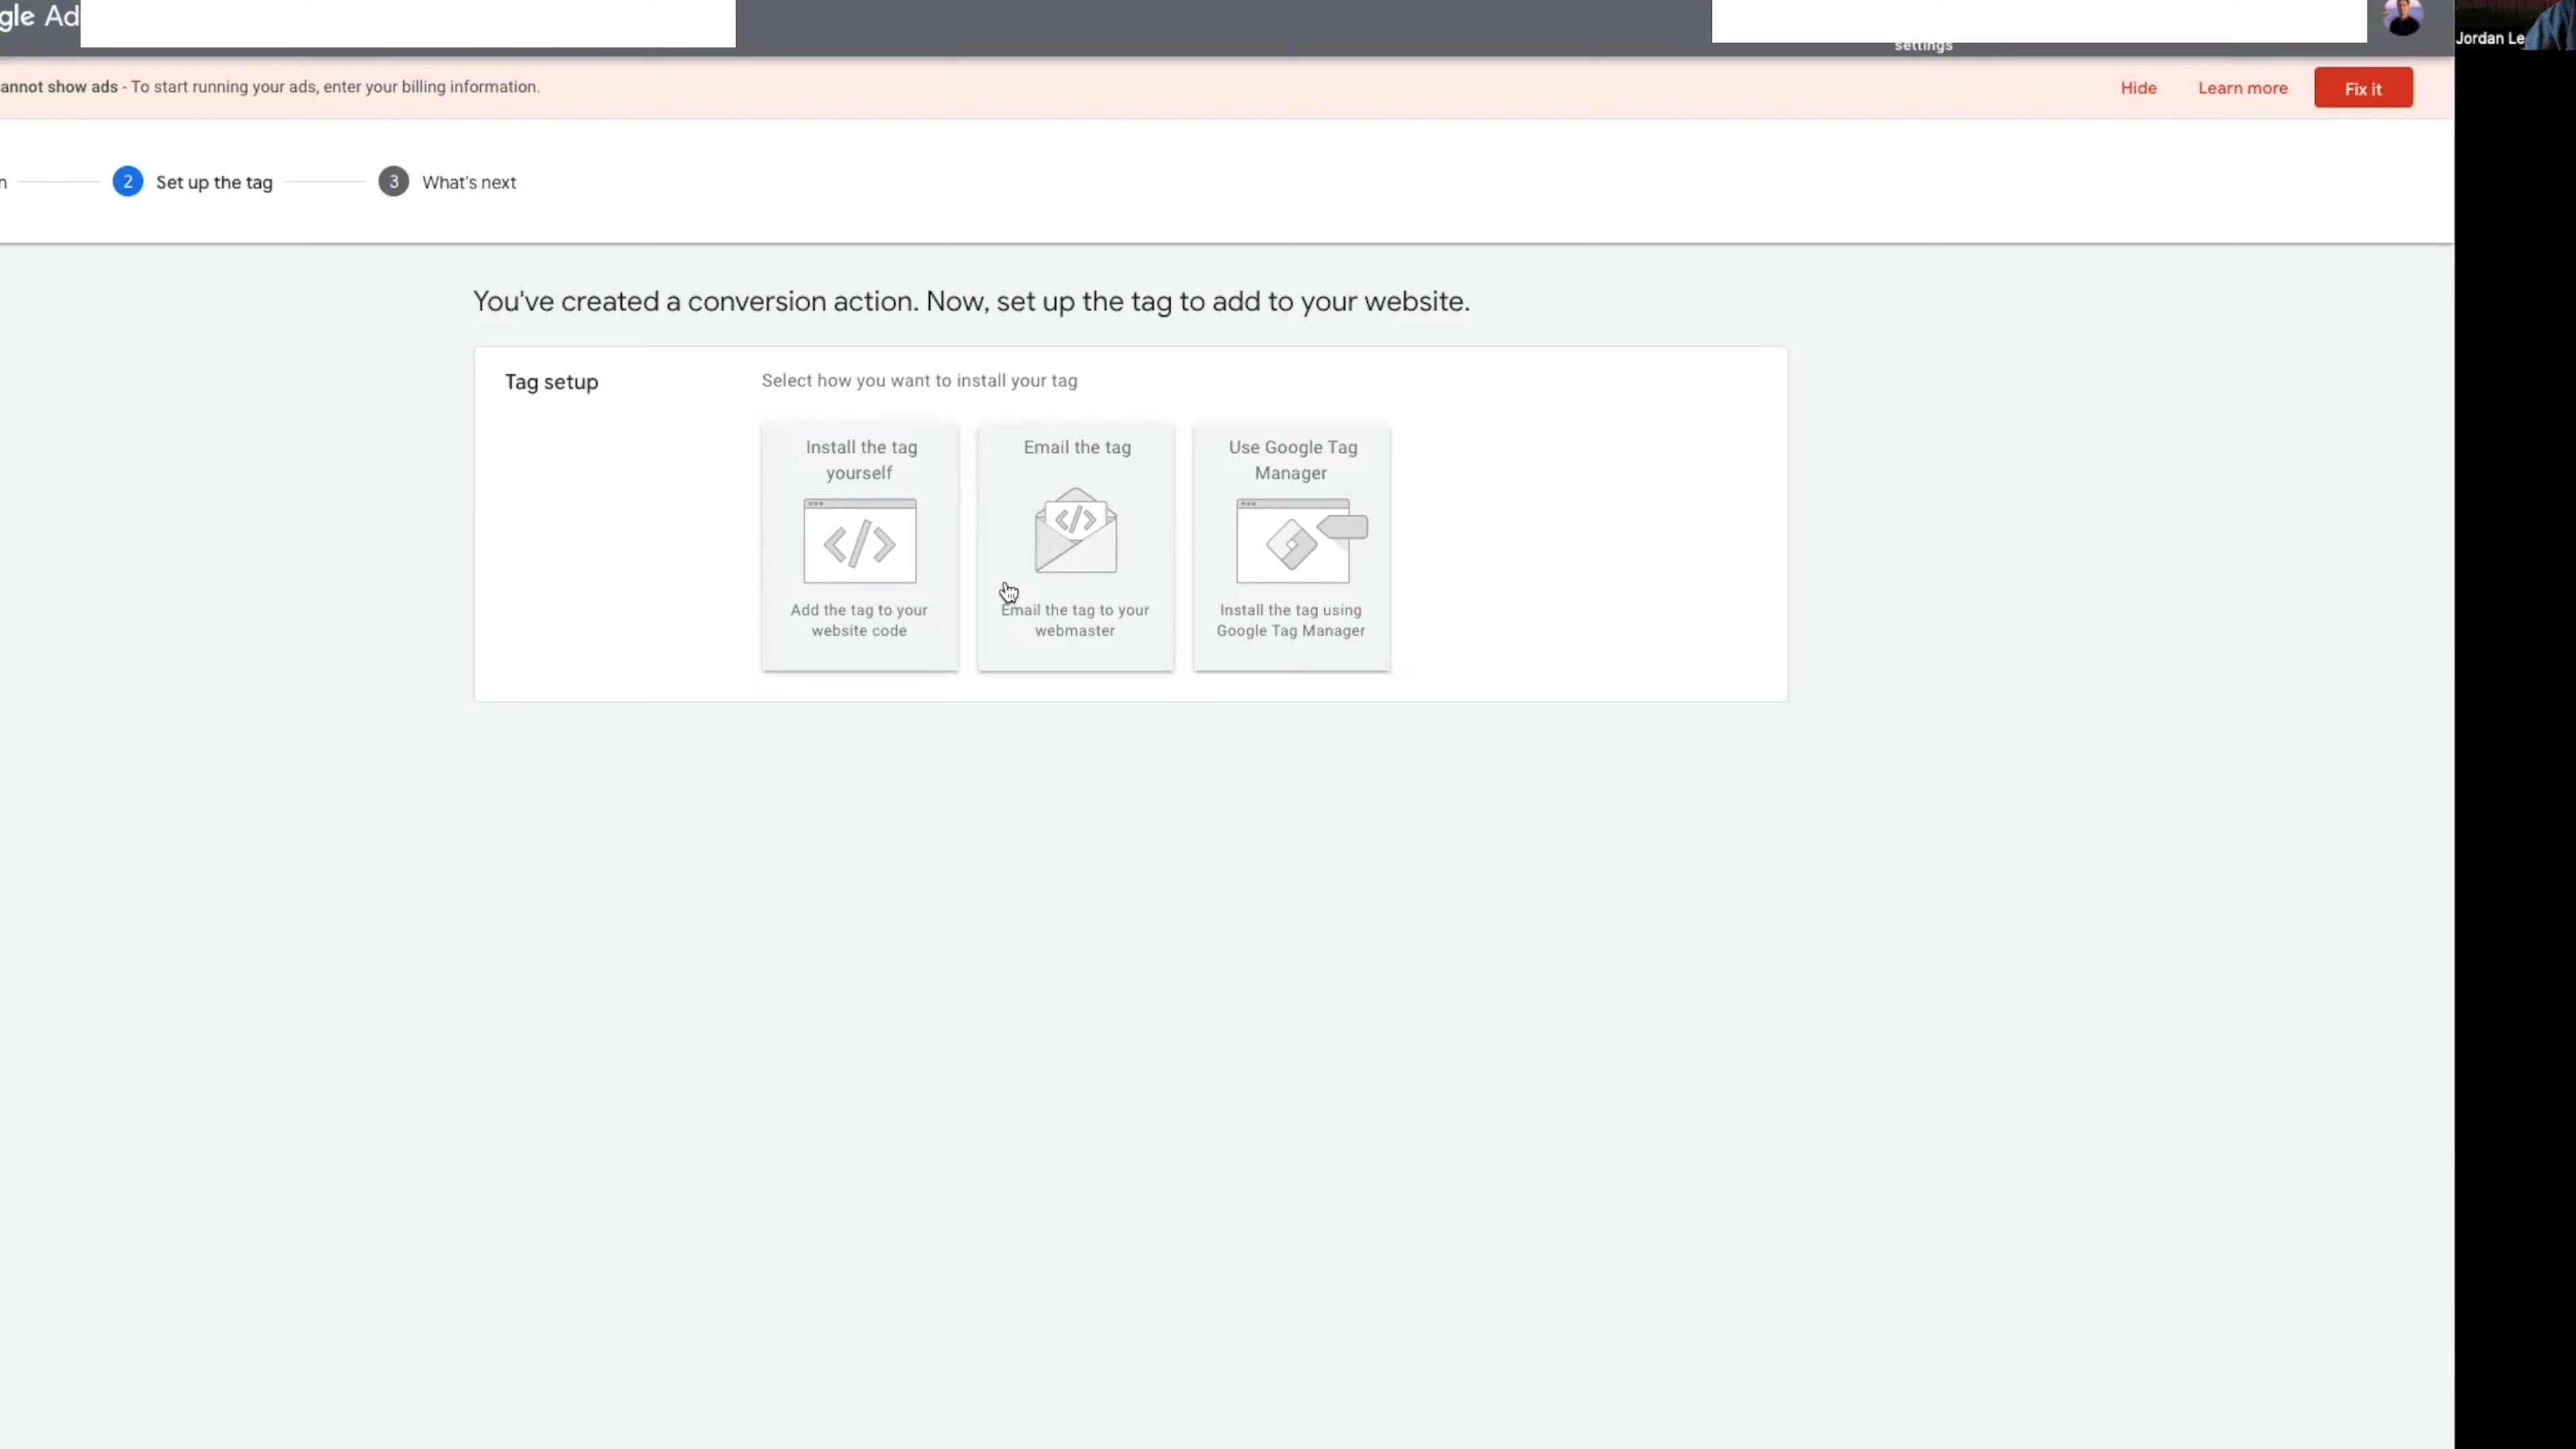 gle Ad
settings
Jordan Le
annot show ads - To start running your ads, enter your billing information.
Hide
Learn more
Fix it
n
2
Set up the tag
3
What's next
You've created a conversion action. Now, set up the tag to add to your website.
Tag setup
Select how you want to install your tag
Install the tag
yourself
</>
Add the tag to your
website code
Email the tag
</>
Email the tag to your
webmaster
Use Google Tag
Manager
Install the tag using
Google Tag Manager